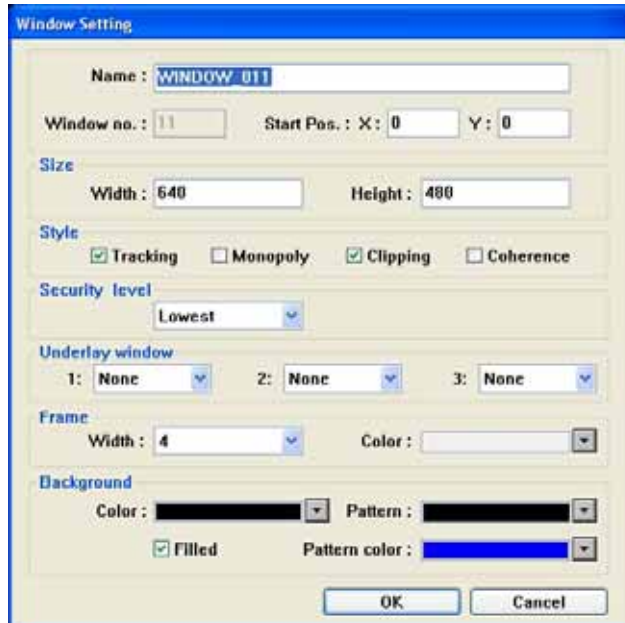 Window Setting
Name : WINDOW_011
Window no. : 11 Start Pos. : X : 0 Y : 0
Size
Width : 640 Height : 480
Style
Tracking Monopoly Clipping Coherence
Security level
Lowest
Underlay window
1: None 2: None 3: None
Frame
Width : 4 Color :
Background
Color : Pattern :
Filled Pattern color :
OK Cancel